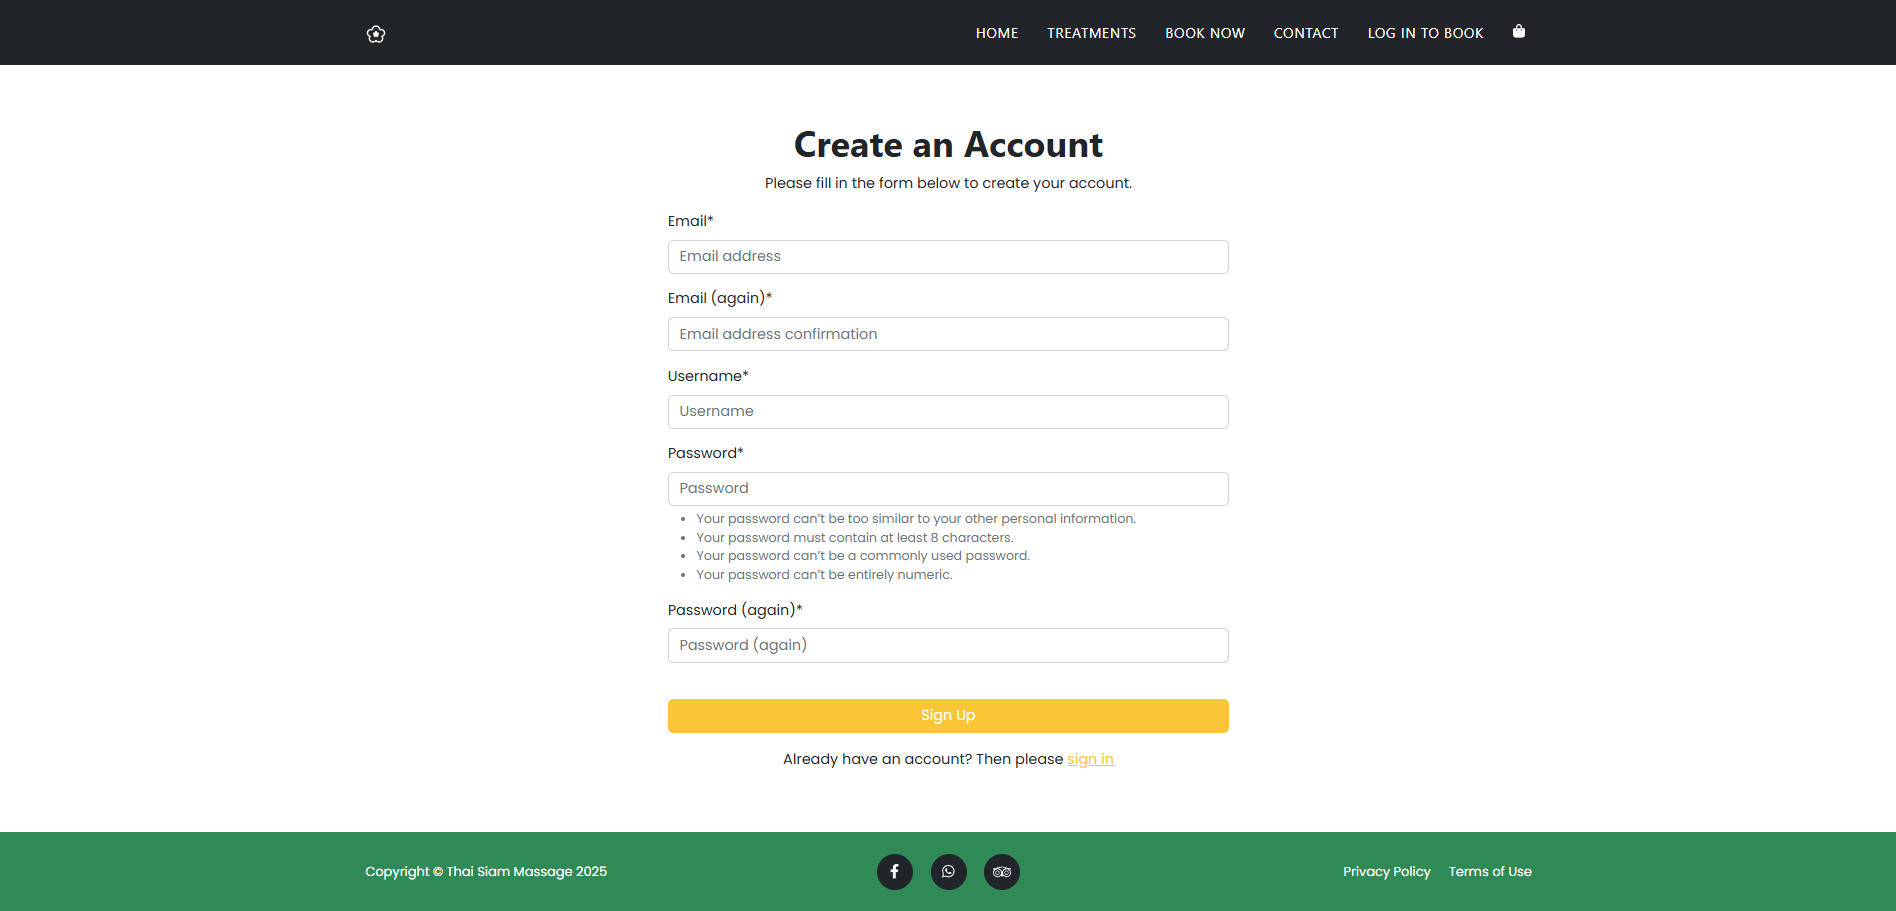 HOME TREATMENTS BOOK NOW CONTACT LOG IN TO BOOK
Create an Account
Please fill in the form below to create your account.
Email*
Email address
Email (again)*
Email address confirmation
Username*
Username
Password*
Password
• Your password can’t be too similar to your other personal information.
• Your password must contain at least 8 characters.
• Your password can’t be a commonly used password.
• Your password can’t be entirely numeric.
Password (again)*
Password (again)
Sign Up
Already have an account? Then please sign in
Copyright © Thai Siam Massage 2025 Privacy Policy Terms of Use